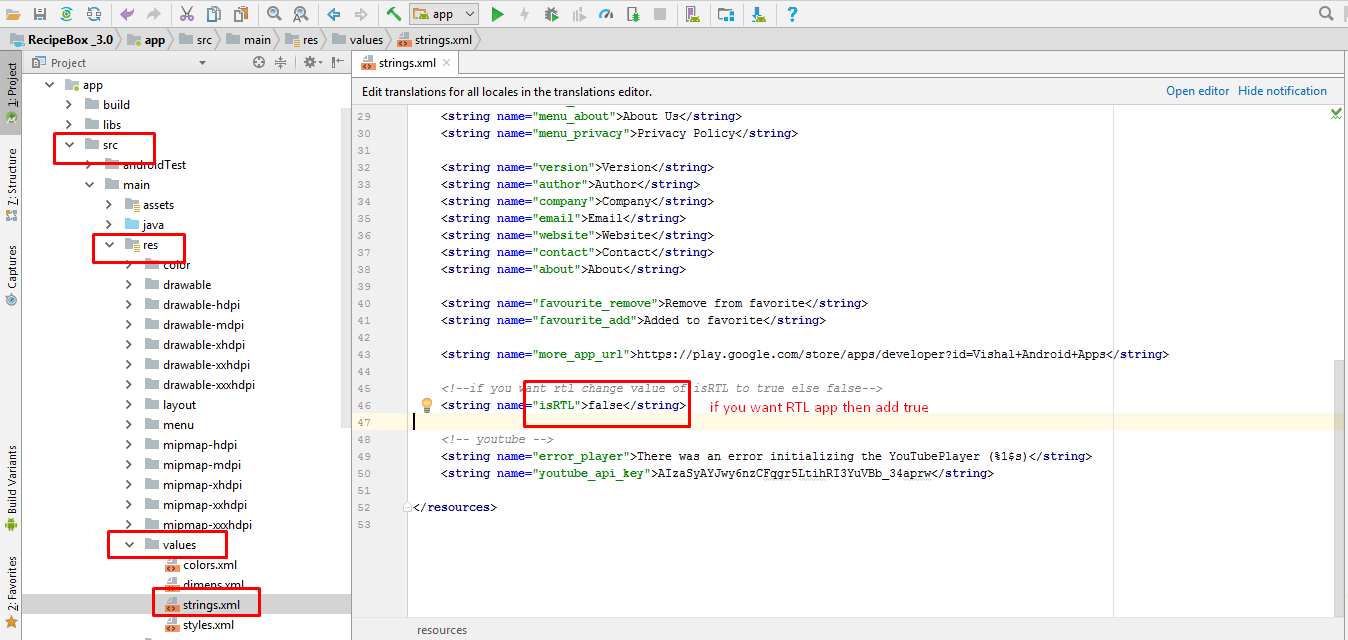 app
RecipeBox _3.0 app src main res values strings.xml
Project
strings.xml
1: Project
7: Structure
Captures
Build Variants
2: Favorites
app
build
libs
src
androidTest
main
assets
java
res
color
drawable
drawable-hdpi
drawable-mdpi
drawable-xhdpi
drawable-xxhdpi
drawable-xxxhdpi
layout
menu
mipmap-hdpi
mipmap-mdpi
mipmap-xhdpi
mipmap-xxhdpi
mipmap-xxxhdpi
values
colors.xml
dimens.xml
strings.xml
styles.xml
Edit translations for all locales in the translations editor. Open editor Hide notification
29 <string name="menu_about">About Us</string>
30 <string name="menu_privacy">Privacy Policy</string>
31
32 <string name="version">Version</string>
33 <string name="author">Author</string>
34 <string name="company">Company</string>
35 <string name="email">Email</string>
36 <string name="website">Website</string>
37 <string name="contact">Contact</string>
38 <string name="about">About</string>
39
40 <string name="favourite_remove">Remove from favorite</string>
41 <string name="favourite_add">Added to favorite</string>
42
43 <string name="more_app_url">https://play.google.com/store/apps/developer?id=Vishal+Android+Apps</string>
44
45 <!--if you want rtl change value of isRTL to true else false-->
46 <string name="isRTL">false</string> if you want RTL app then add true
47
48 <!-- youtube -->
49 <string name="error_player">There was an error initializing the YouTubePlayer (%1$s)</string>
50 <string name="youtube_api_key">AIzaSyAYJwy6nzCFqgr5LtihRI3YuVBb_34aprw</string>
51
52 </resources>
53
resources